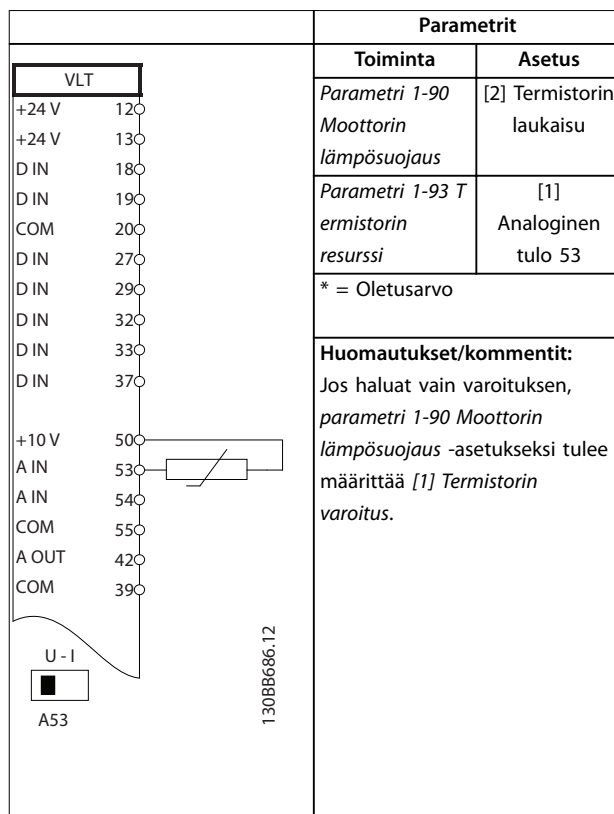 VLT
+24 V 12
+24 V 13
D IN 18
D IN 19
COM 20
D IN 27
D IN 29
D IN 32
D IN 33
D IN 37
+10 V 50
A IN 53
A IN 54
COM 55
A OUT 42
COM 39
U - I
A53
130BB686.12
Parametrit
Toiminta Asetus
Parametri 1-90 [2] Termistorin
Moottorin laukaisu
lämpösuojaus
Parametri 1-93 T [1]
ermistorin Analoginen
resurssi tulo 53
* = Oletusarvo
Huomautukset/kommentit:
Jos haluat vain varoituksen,
parametri 1-90 Moottorin
lämpösuojaus -asetukseksi tulee
määrittää [1] Termistorin
varoitus.